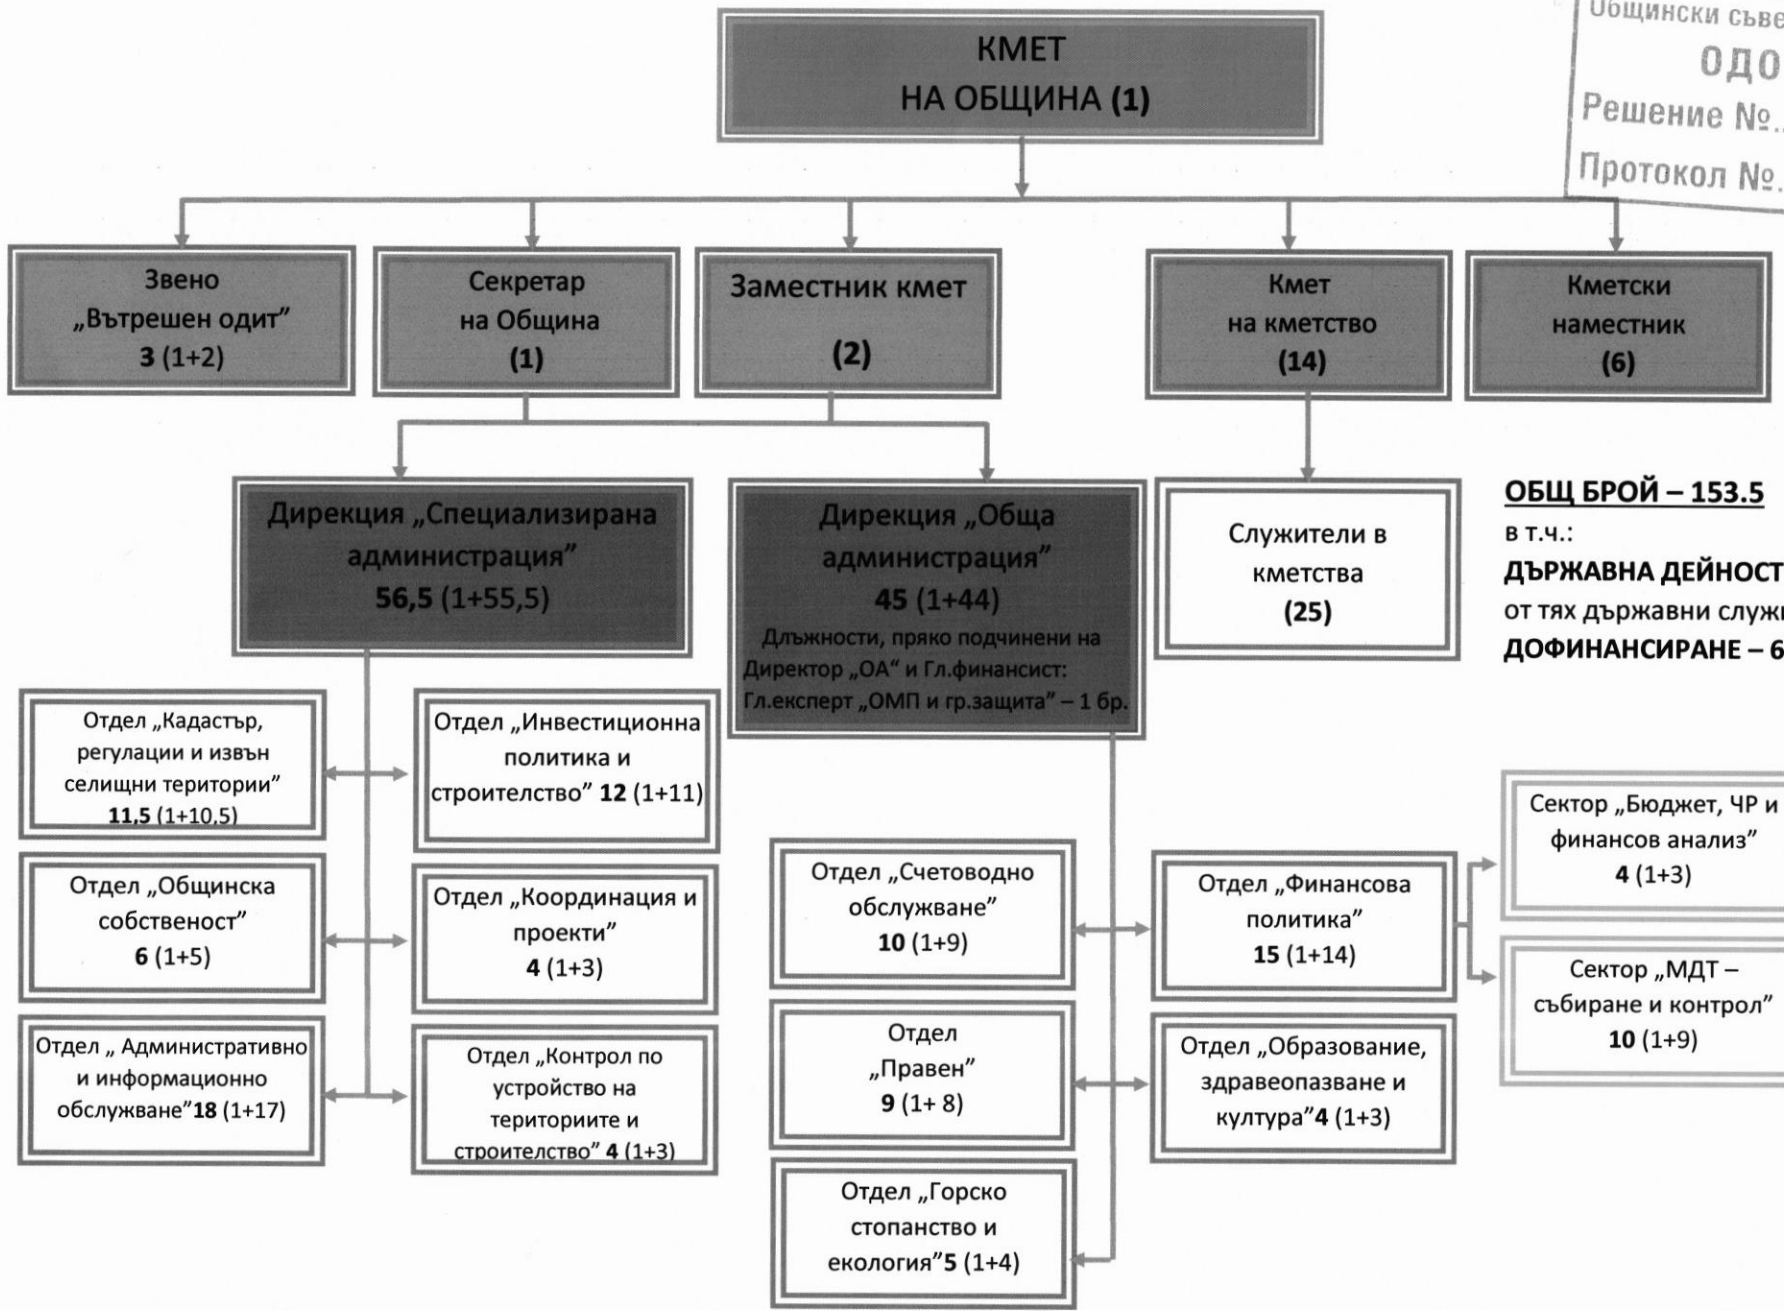 Общински съве
ОДО
Решение №..
Протокол №.
КМЕТ
НА ОБЩИНА (1)
Звено
„Вътрешен одит”
3 (1+2)
Секретар
на Община
(1)
Заместник кмет
(2)
Кмет
на кметство
(14)
Кметски
наместник
(6)
Дирекция „Специализирана
администрация”
56,5 (1+55,5)
Дирекция „Обща
администрация”
45 (1+44)
Длъжности, пряко подчинени на
Директор „ОА“ и Гл.финансист:
Гл.експерт „ОМП и гр.защита” – 1 бр.
Служители в
кметства
(25)
ОБЩ БРОЙ – 153.5
в т.ч.:
ДЪРЖАВНА ДЕЙНОСТ
от тях държавни служи
ДОФИНАНСИРАНЕ – 6
Отдел „Кадастър,
регулации и извън
селищни територии”
11,5 (1+10,5)
Отдел „Инвестиционна
политика и
строителство” 12 (1+11)
Отдел „Общинска
собственост”
6 (1+5)
Отдел „Координация и
проекти”
4 (1+3)
Отдел „ Административно
и информационно
обслужване”18 (1+17)
Отдел „Контрол по
устройство на
териториите и
строителство” 4 (1+3)
Отдел „Счетоводно
обслужване”
10 (1+9)
Отдел „Финансова
политика”
15 (1+14)
Сектор „Бюджет, ЧР и
финансов анализ”
4 (1+3)
Сектор „МДТ –
събиране и контрол”
10 (1+9)
Отдел
„Правен”
9 (1+ 8)
Отдел „Образование,
здравеопазване и
култура”4 (1+3)
Отдел „Горско
стопанство и
екология”5 (1+4)